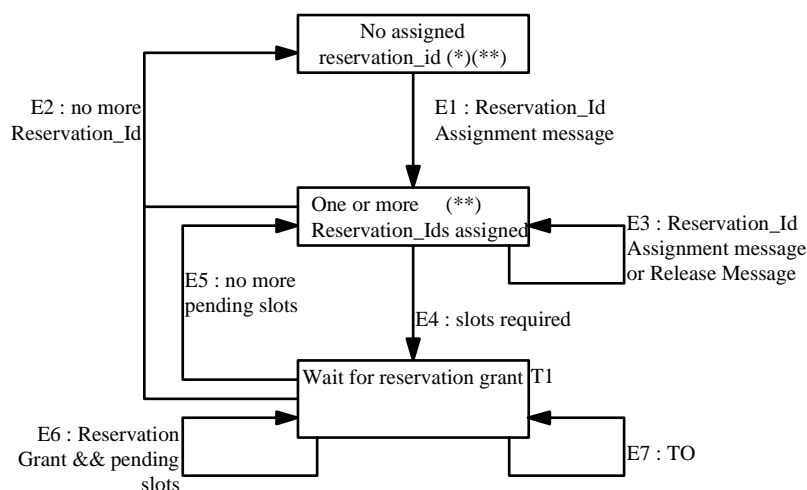 No assigned
reservation_id (*)(**)
E2 : no more
Reservation_Id
E1 : Reservation_Id
Assignment message
One or more (**)
Reservation_Ids assigned
E3 : Reservation_Id
Assignment message
or Release Message
E5 : no more
pending slots
E4 : slots required
Wait for reservation grant T1
E6 : Reservation
Grant && pending
slots
E7 : TO